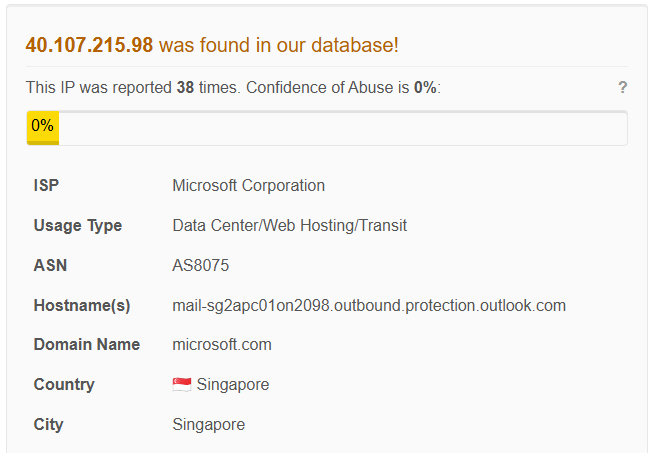 40.107.215.98 was found in our database!
This IP was reported 38 times. Confidence of Abuse is 0%: ?
0%
ISP Microsoft Corporation
Usage Type Data Center/Web Hosting/Transit
ASN AS8075
Hostname(s) mail-sg2apc01on2098.outbound.protection.outlook.com
Domain Name microsoft.com
Country Singapore
City Singapore